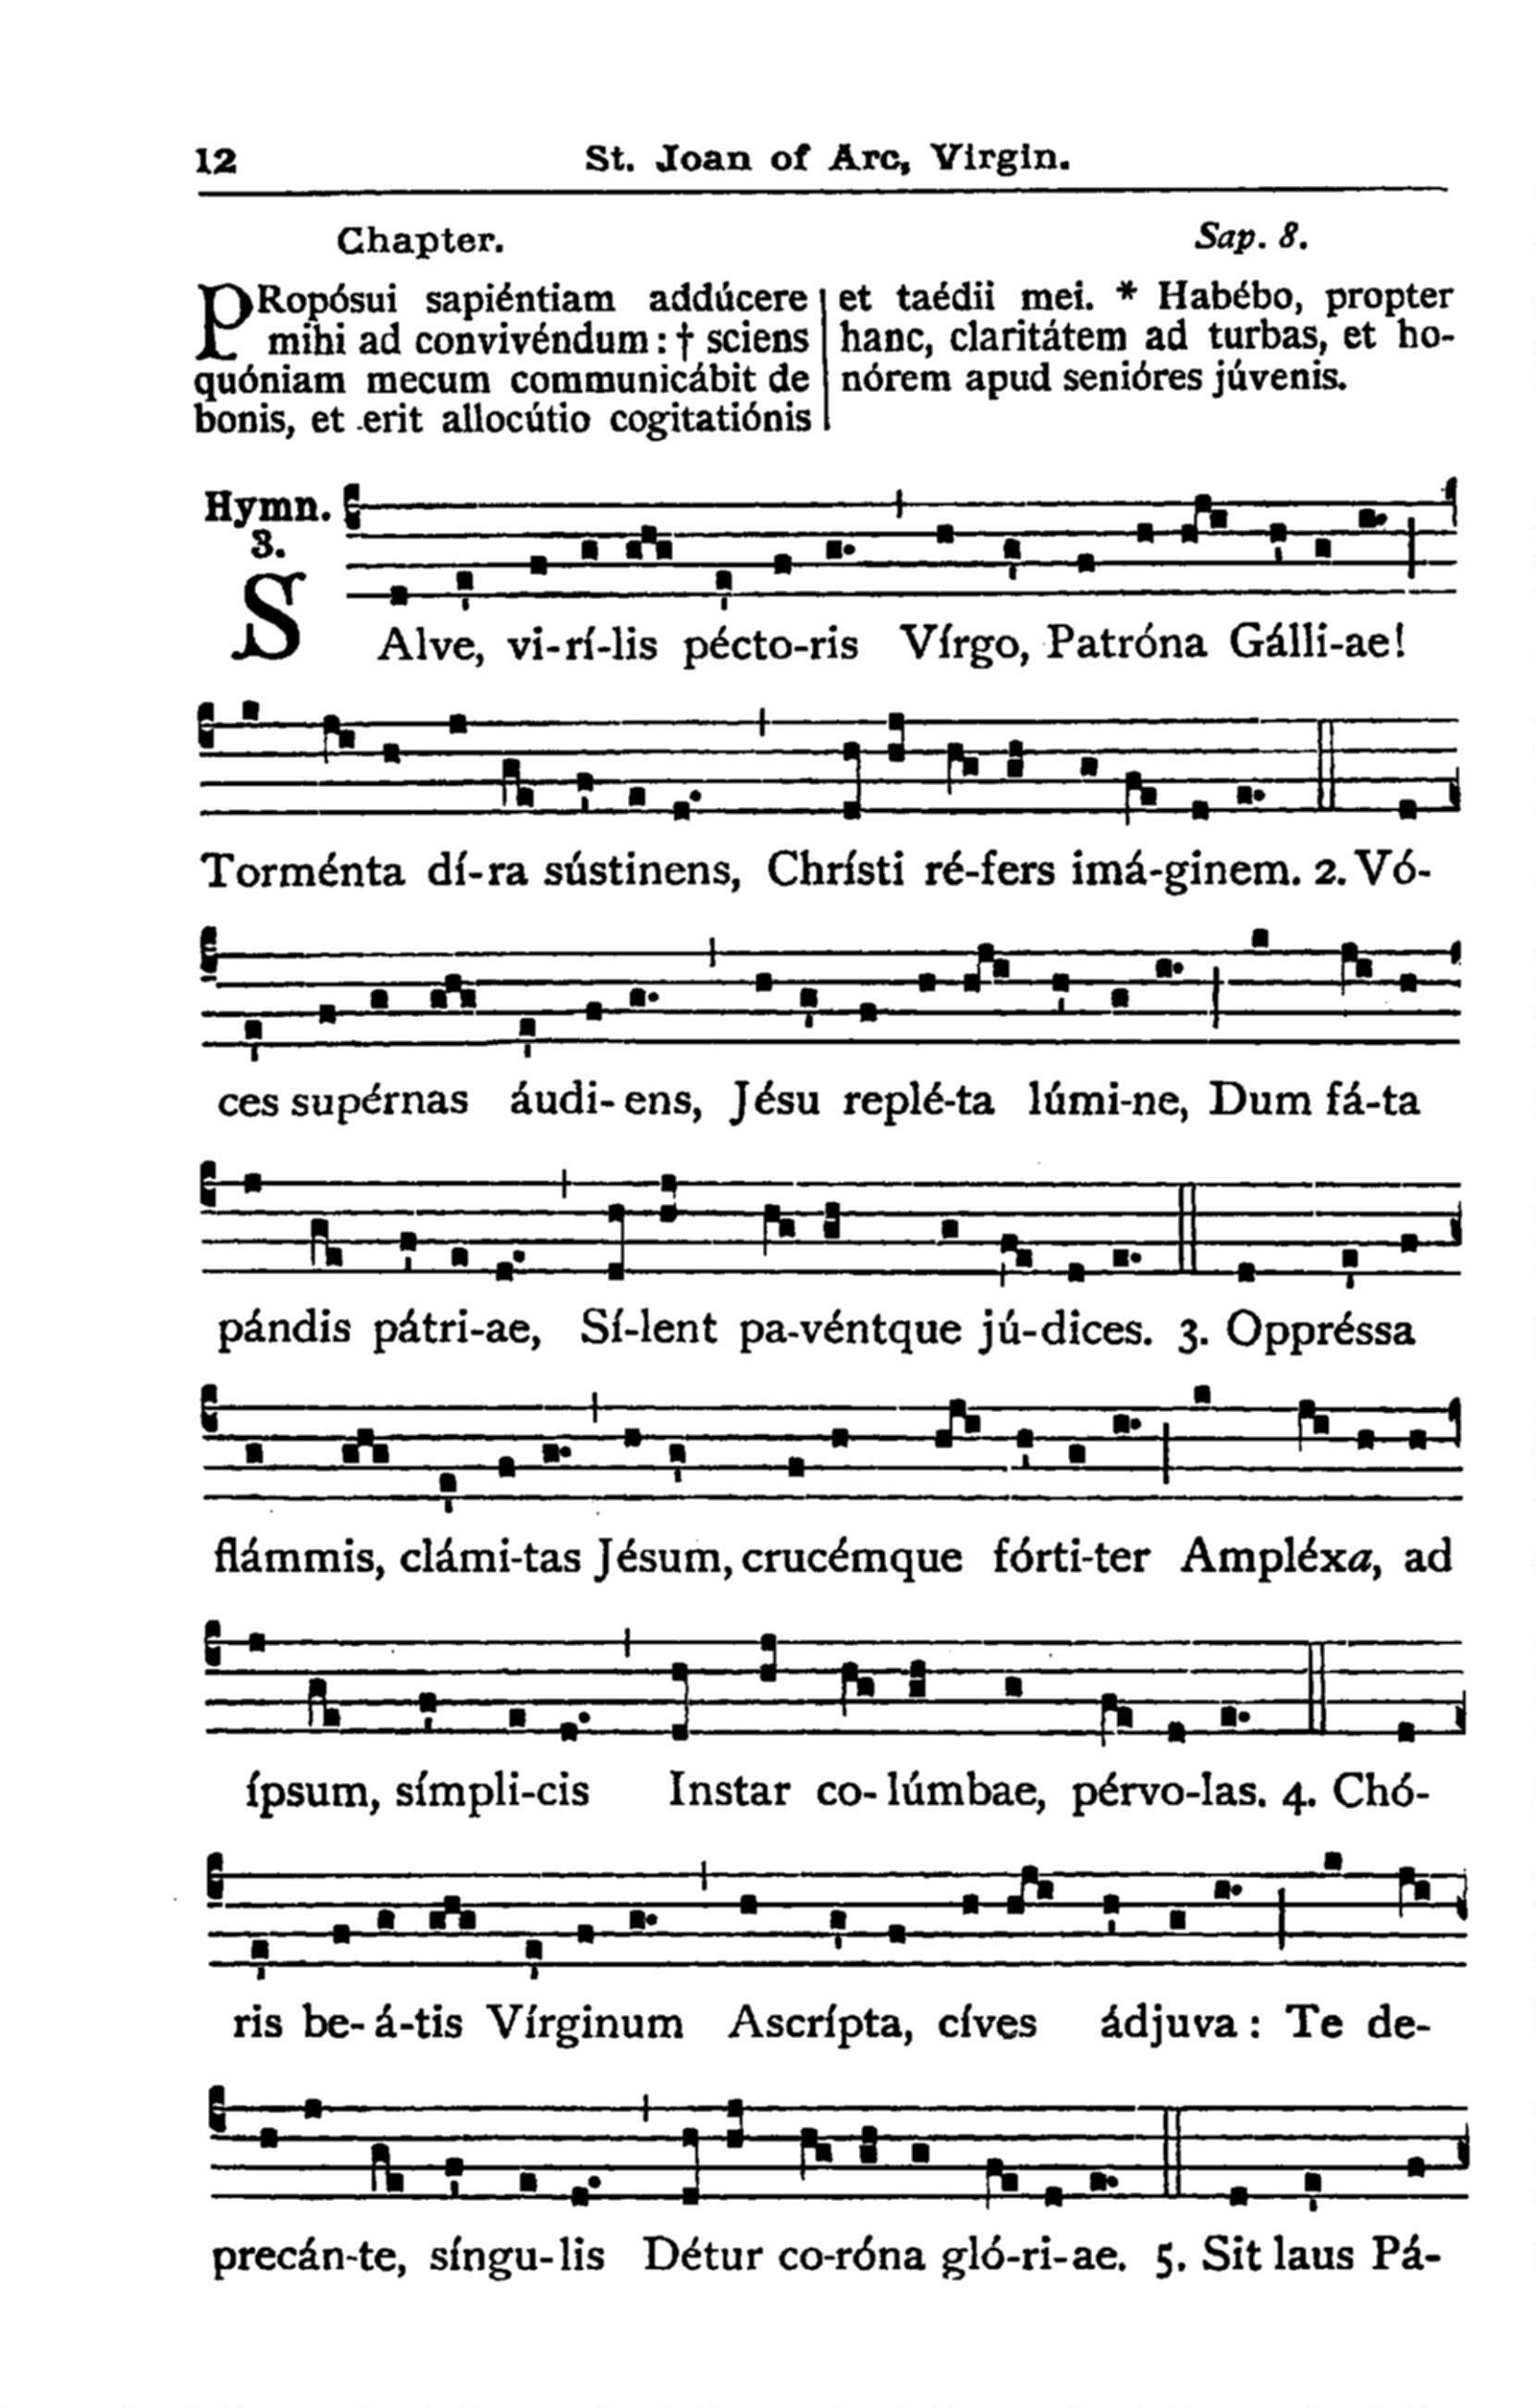 12
St. Joan of Arc, Virgin.
Chapter.
Sap. 8.
PRopósui sapiéntiam addúcere
mihi ad convivéndum: † sciens
quóniam mecum communicábit de
bonis, et erit allocútio cogitatiónis
et taédii mei. * Habébo, propter
hanc, claritátem ad turbas, et ho-
nórem apud senióres júvenis.
Hymn.
3.
SAlve, vi-rí-lis pécto-ris Vírgo, Patróna Gálli-ae!
Torménta dí-ra sústinens, Chrísti ré-fers imá-ginem. 2. Vó-
ces supérnas áudi-ens, Jésu replé-ta lúmi-ne, Dum fá-ta
pándis pátri-ae, Sí-lent pa-véntque jú-dices. 3. Oppréssa
flámmis, clámi-tas Jésum, crucémque fórti-ter Ampléxa, ad
ípsum, símpli-cis Instar co-lúmbae, pérvo-las. 4. Chó-
ris be-á-tis Vírginum Ascrípta, cíves ádjuva: Te de-
precán-te, síngu-lis Détur co-róna gló-ri-ae. 5. Sit laus Pá-